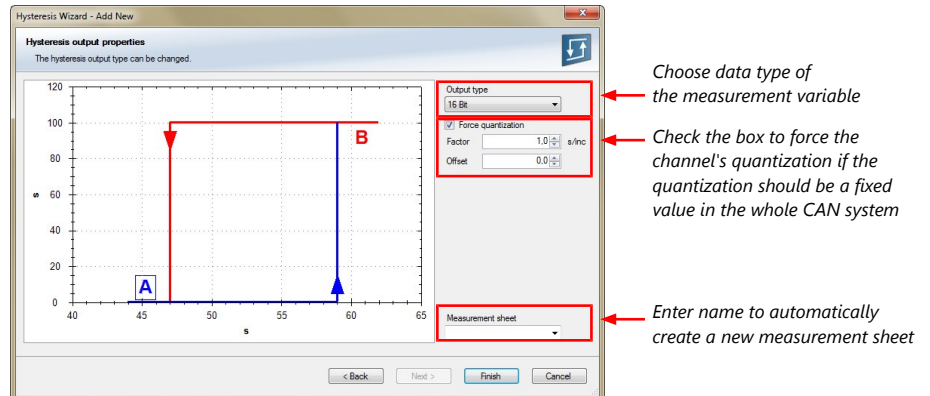 Hysteresis Wizard - Add New
Hysteresis output properties
The hysteresis output type can be changed.
120
100
80
60
40
20
0
s
40
45
50
55
60
65
s
A
B
Output type
16 Bit
Force quantization
Factor
1,0
s/inc
Offset
0,0
Measurement sheet
< Back
Next >
Finish
Cancel
Choose data type of
the measurement variable
Check the box to force the
channel's quantization if the
quantization should be a fixed
value in the whole CAN system
Enter name to automatically
create a new measurement sheet